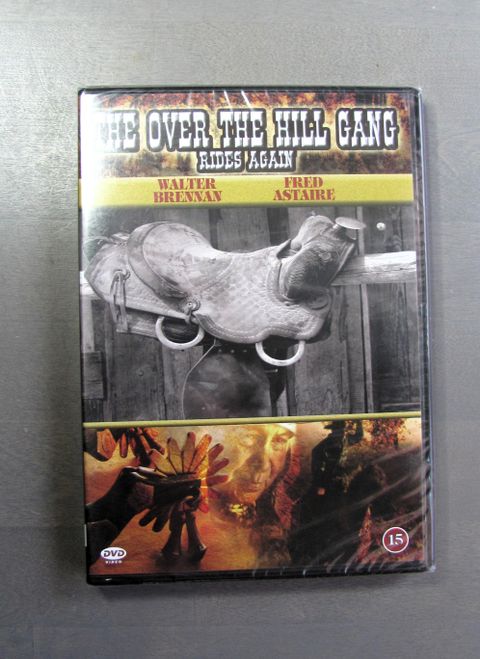 THE OVER THE HILL GANG
RIDES AGAIN
WALTER BRENNAN
FRED ASTAIRE
DVD
VIDEO
15